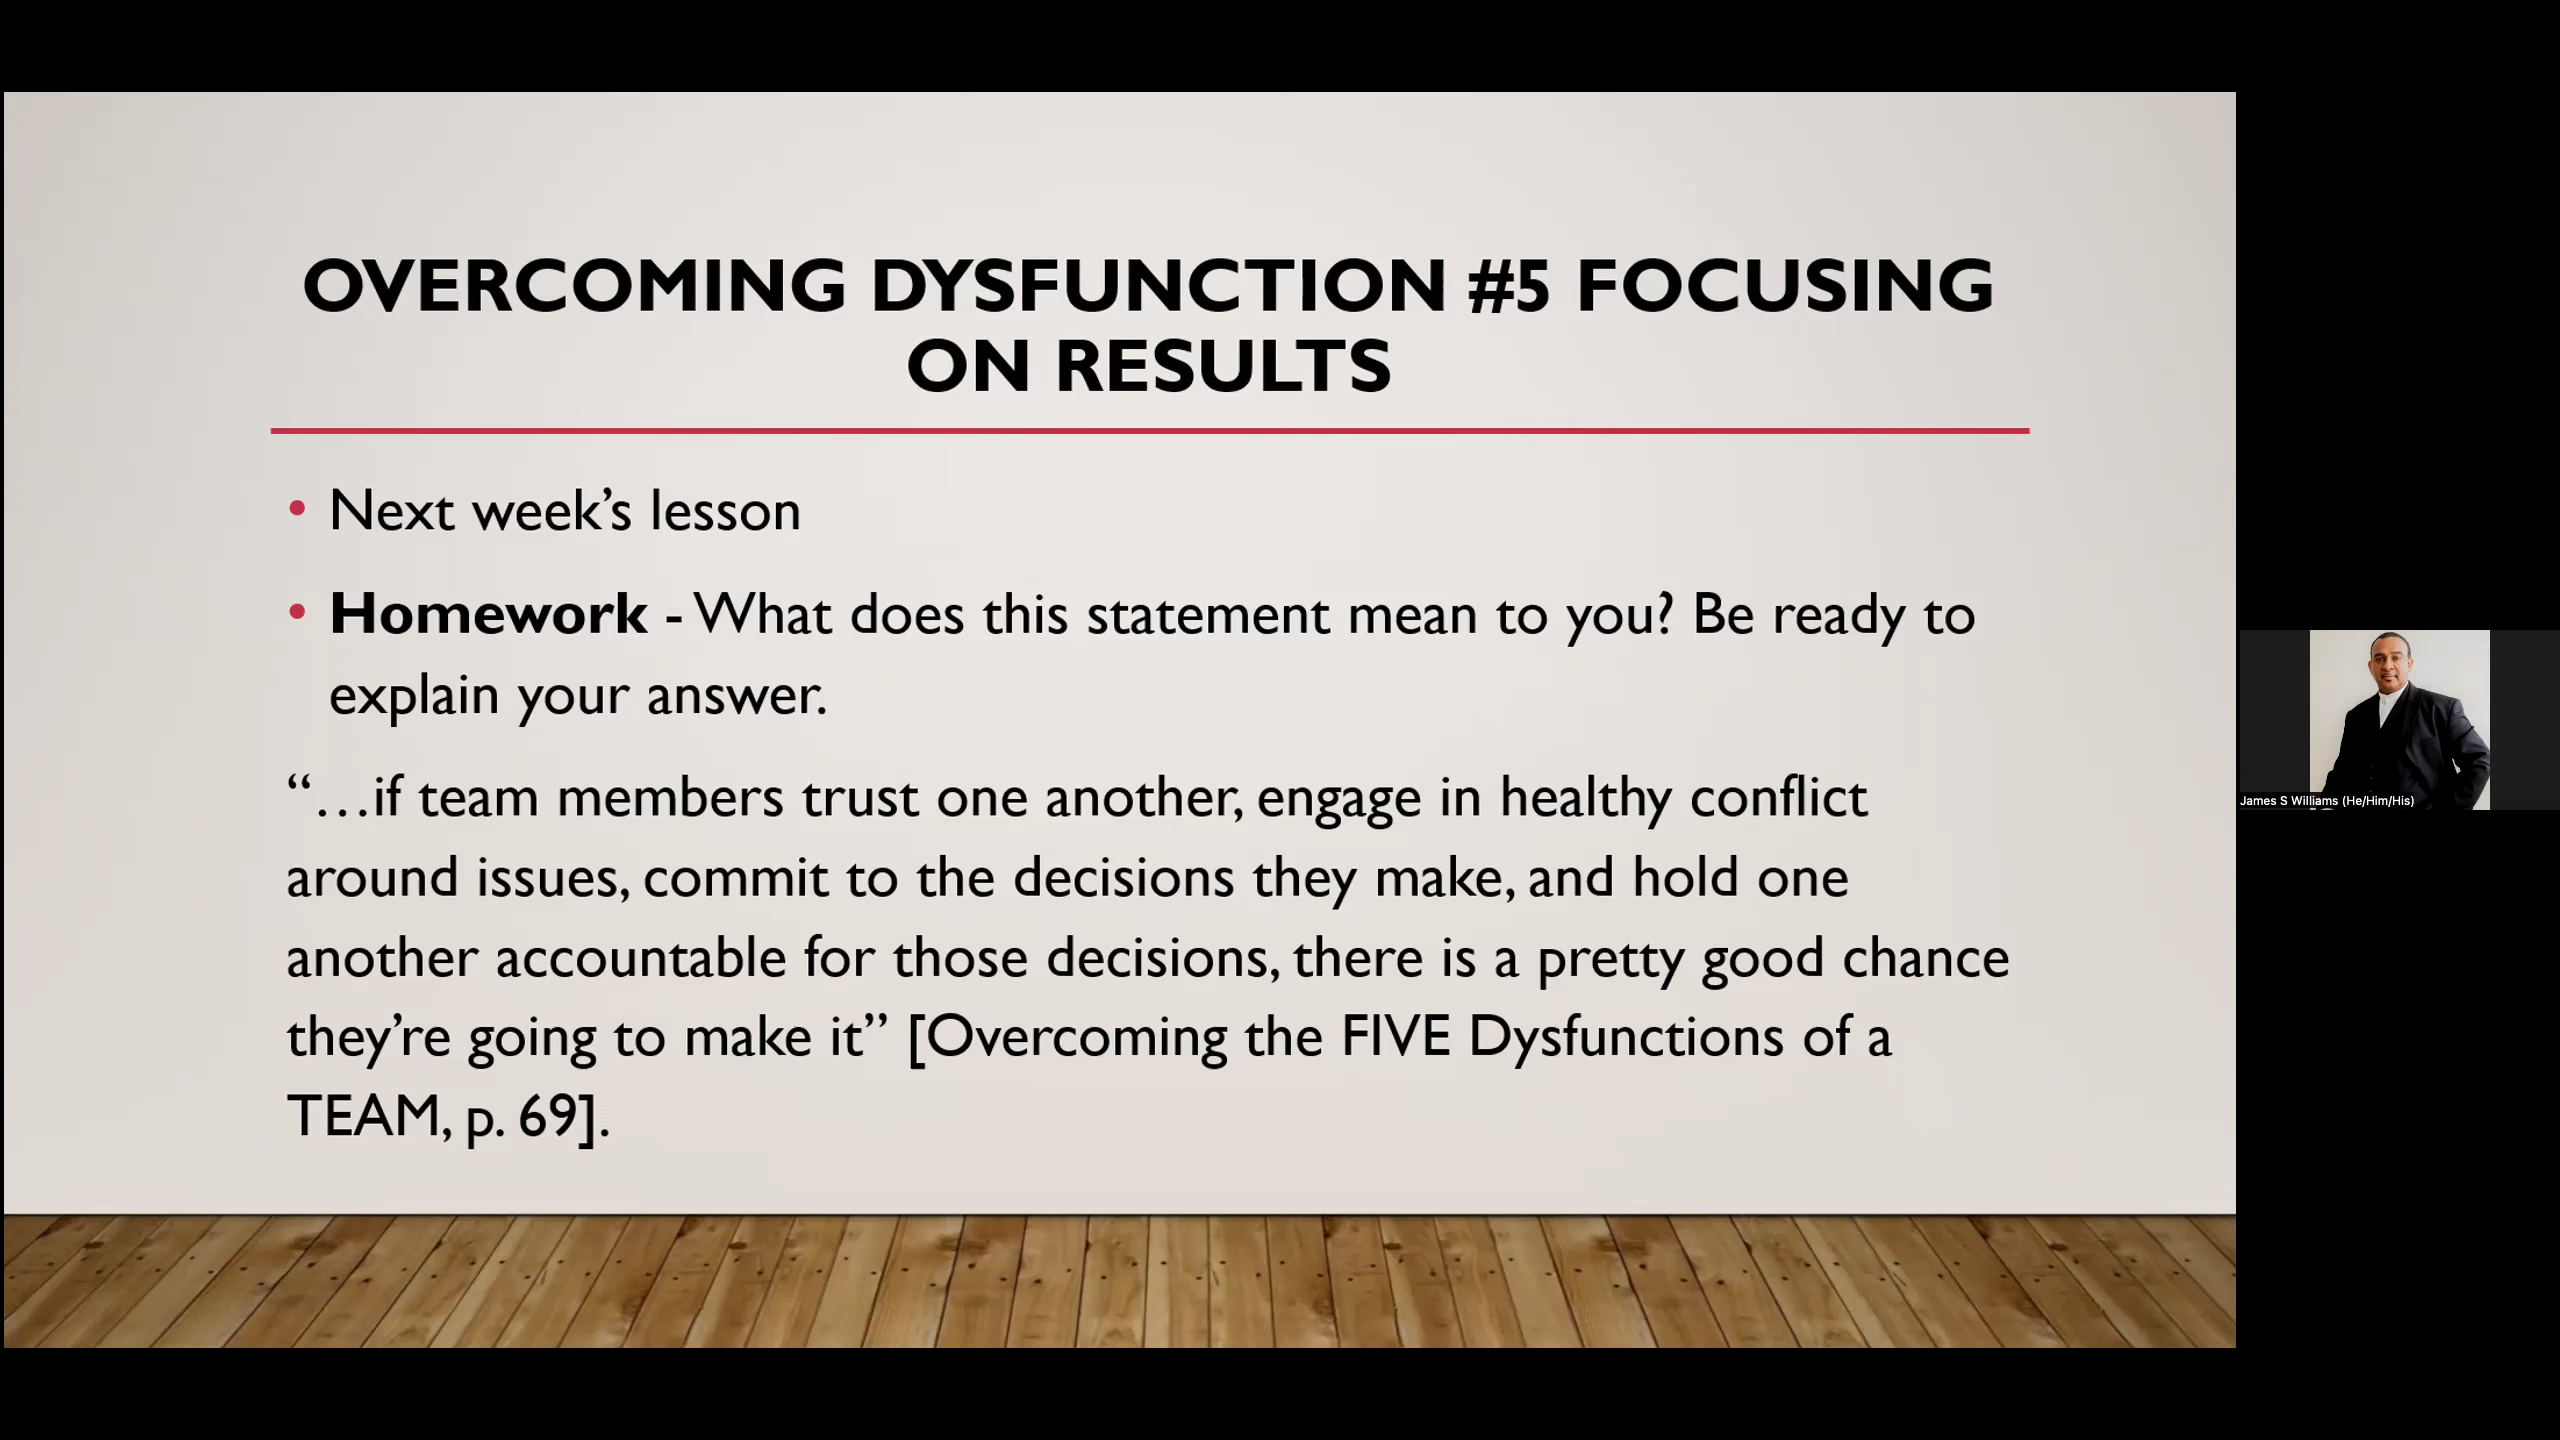 OVERCOMING DYSFUNCTION #5 FOCUSING
ON RESULTS
• Next week’s lesson
• Homework - What does this statement mean to you? Be ready to
explain your answer.
“…if team members trust one another, engage in healthy conflict
around issues, commit to the decisions they make, and hold one
another accountable for those decisions, there is a pretty good chance
they’re going to make it” [Overcoming the FIVE Dysfunctions of a
TEAM, p. 69].
James S Williams (He/Him/His)